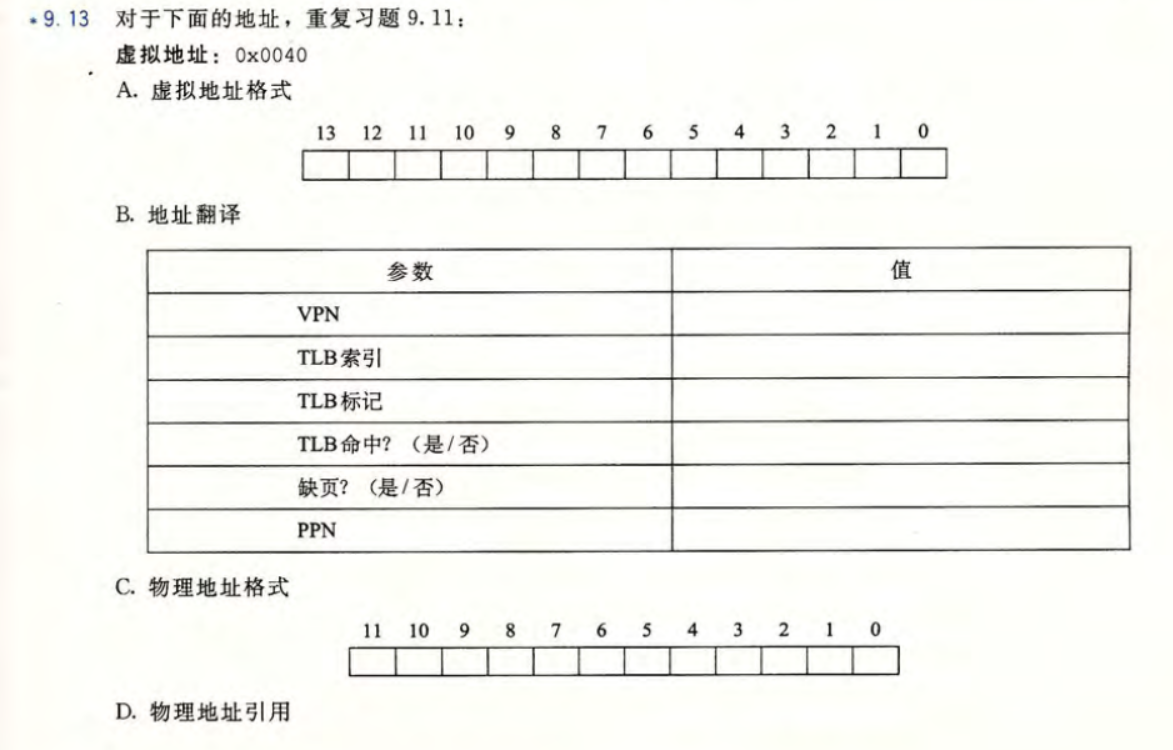 *9.13 对于下面的地址，重复习题 9.11：
虚拟地址：0x0040
A. 虚拟地址格式
13 12 11 10 9 8 7 6 5 4 3 2 1 0
B. 地址翻译
参数 值
VPN
TLB索引
TLB标记
TLB命中？（是/否）
缺页？（是/否）
PPN
C. 物理地址格式
11 10 9 8 7 6 5 4 3 2 1 0
D. 物理地址引用